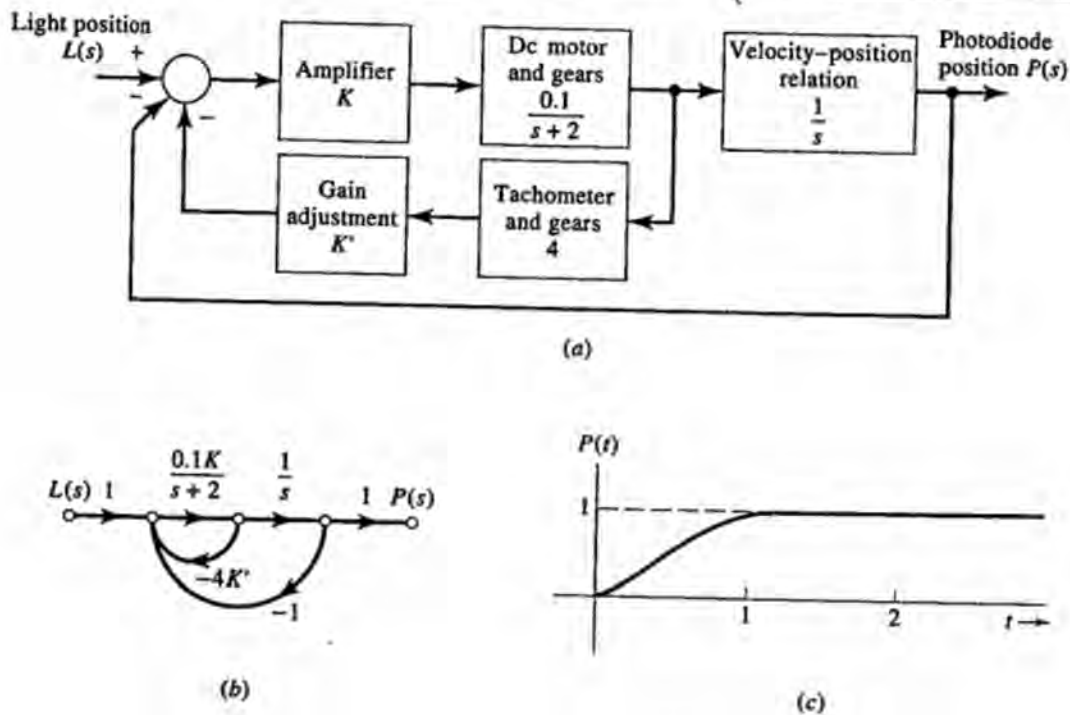 Light position
L(s)
+
−
−
Amplifier
K
Dc motor
and gears
0.1
s + 2
Velocity–position
relation
1
s
Photodiode
position P(s)
Gain
adjustment
K'
Tachometer
and gears
4
(a)
L(s) 1
0.1K
s + 2
1
s
1 P(s)
−4K'
−1
(b)
P(t)
1
1
2
t
(c)